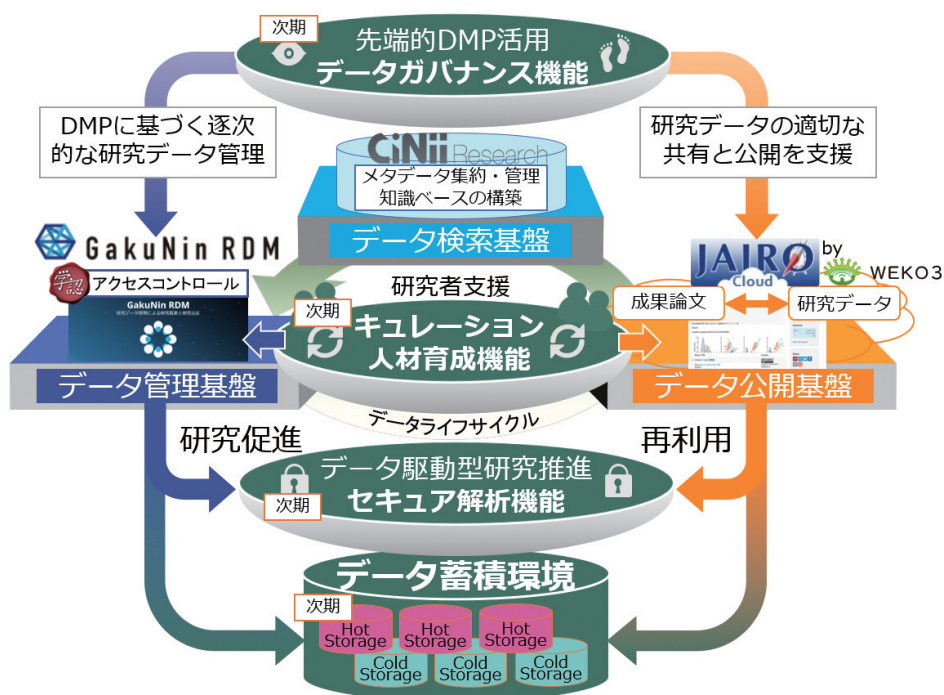 次期
先端的DMP活用
データガバナンス機能
DMPに基づく逐次
的な研究データ管理
研究データの適切な
共有と公開を支援
CiNii Research
メタデータ集約・管理
知識ベースの構築
データ検索基盤
GakuNin RDM
学認
アクセスコントロール
GakuNin RDM
データ管理基盤
JAIRO
Cloud
by
WEKO3
成果論文
研究データ
データ公開基盤
研究者支援
次期
キュレーション
人材育成機能
データライフサイクル
研究促進
再利用
データ駆動型研究推進
セキュア解析機能
次期
データ蓄積環境
次期
Hot
Storage
Hot
Storage
Hot
Storage
Cold
Storage
Cold
Storage
Cold
Storage